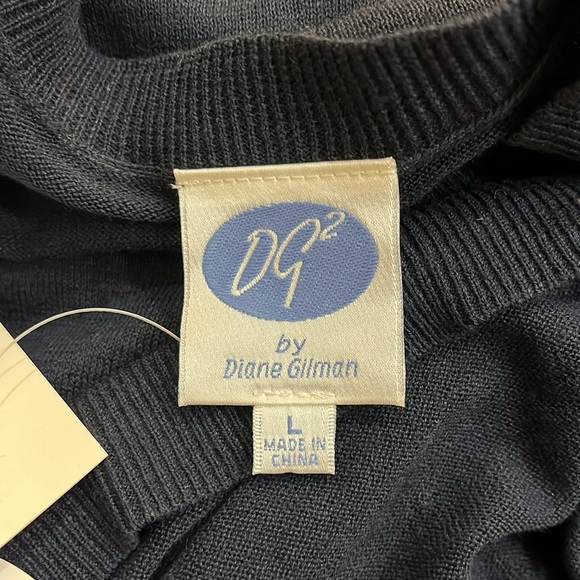 DG²
by
Diane Gilman
L
MADE IN
CHINA